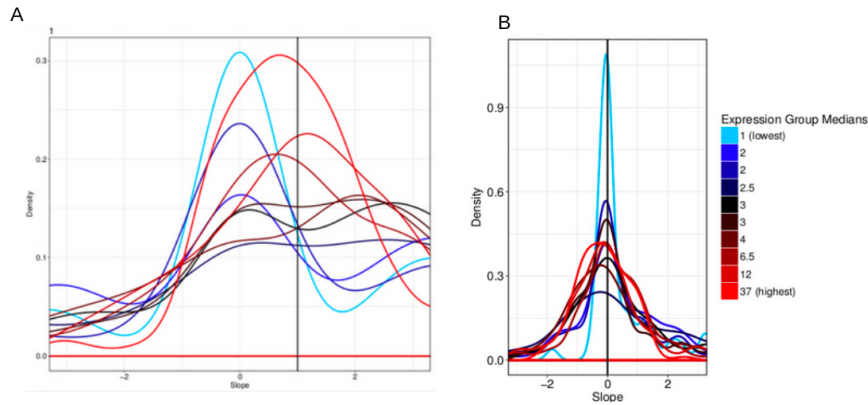 A
1
0.3
0.2
0.1
0.0
Density
-2
0
2
Slope
B
0.9
0.6
0.3
0.0
Density
-2
0
2
Slope
Expression Group Medians
1 (lowest)
2
2
2.5
3
3
4
6.5
12
37 (highest)